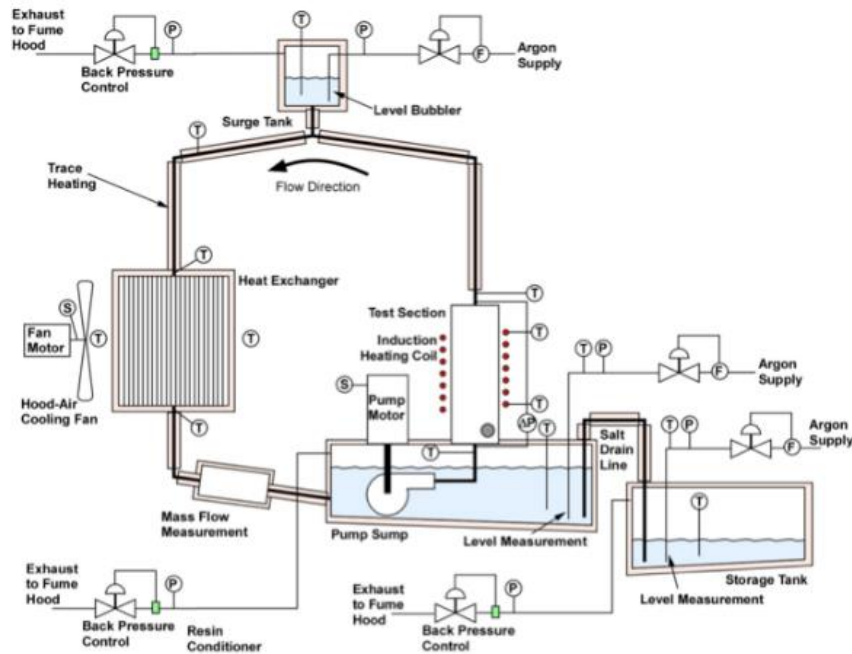 Exhaust
to Fume
Hood
P
Back Pressure
Control
T
P
F
Argon
Supply
Level Bubbler
Surge Tank
T
Trace
Heating
Flow Direction
T
Heat Exchanger
S
Fan
Motor
T
T
Hood-Air
Cooling Fan
T
T
Test Section
Induction
Heating Coil
T
T
S
Pump
Motor
ΔP
T
T
T
P
F
Argon
Supply
Salt
Drain
Line
T
P
F
Argon
Supply
T
Mass Flow
Measurement
Pump Sump
Level Measurement
Storage Tank
Level Measurement
Exhaust
to Fume
Hood
P
Back Pressure
Control
Resin
Conditioner
Exhaust
to Fume
Hood
P
Back Pressure
Control